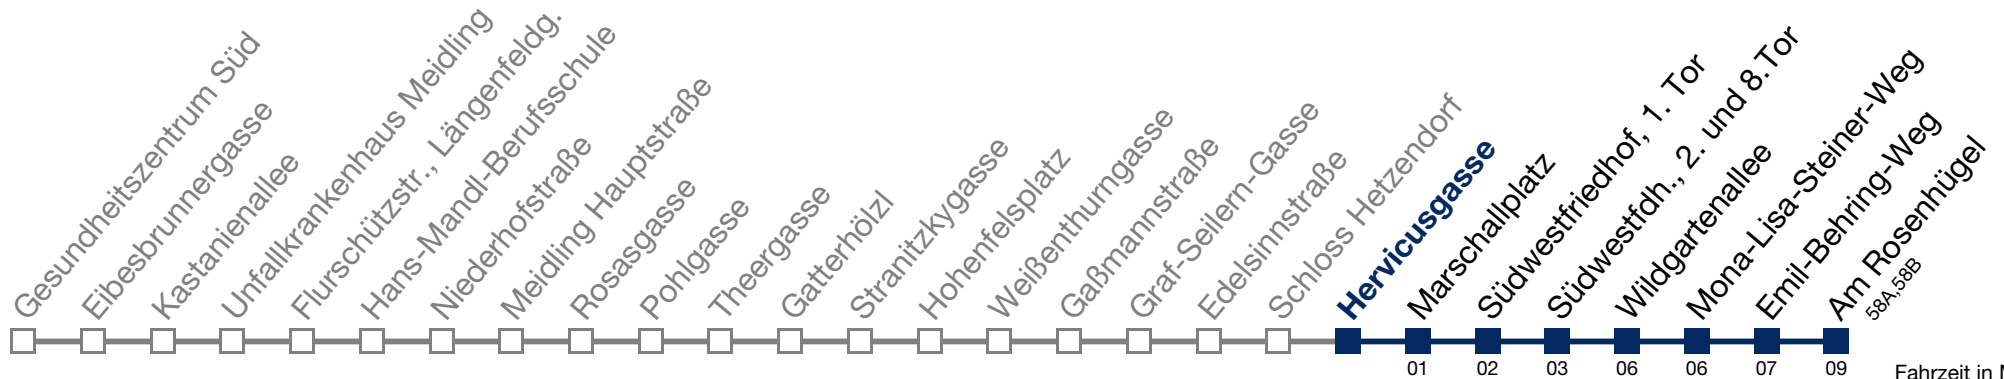 Gesundheitszentrum Süd
Eibesbrunnergasse
Kastanienallee
Unfallkrankenhaus Meidling
Flurschützstr., Längenfeldg.
Hans-Mandl-Berufsschule
Niederhofstraße
Meidling Hauptstraße
Rosasgasse
Pohlgasse
Theergasse
Gatterhölzl
Stranitzkygasse
Hohenfelsplatz
Weißenthurngasse
Gaßmannstraße
Graf-Seilern-Gasse
Edelsinnstraße
Schloss Hetzendorf
Hervicusgasse
Marschallplatz
Südwestfriedhof, 1. Tor
Südwestfdh., 2. und 8.Tor
Wildgartenallee
Mona-Lisa-Steiner-Weg
Emil-Behring-Weg
Am Rosenhügel
58A,58B
01 02 03 06 06 07 09
Fahrzeit in